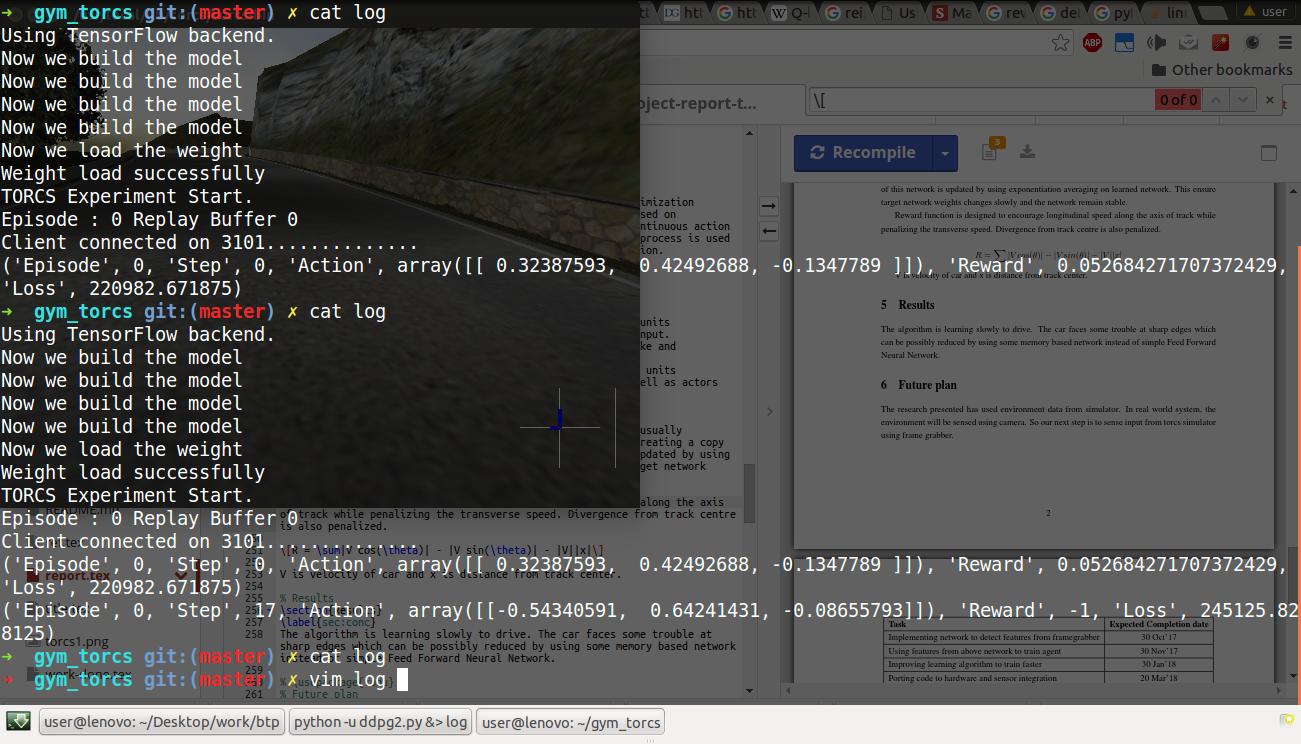 ➜ gym_torcs git:(master) ✗ cat log
Using TensorFlow backend.
Now we build the model
Now we build the model
Now we build the model
Now we build the model
Now we load the weight
Weight load successfully
TORCS Experiment Start.
Episode : 0 Replay Buffer 0
Client connected on 3101..............
('Episode', 0, 'Step', 0, 'Action', array([[ 0.32387593,  0.42492688, -0.1347789 ]]), 'Reward', 0.052684271707372429,
'Loss', 220982.671875)
➜ gym_torcs git:(master) ✗ cat log
Using TensorFlow backend.
Now we build the model
Now we build the model
Now we build the model
Now we build the model
Now we load the weight
Weight load successfully
TORCS Experiment Start.
Episode : 0 Replay Buffer 0
Client connected on 3101..............
('Episode', 0, 'Step', 0, 'Action', array([[ 0.32387593,  0.42492688, -0.1347789 ]]), 'Reward', 0.052684271707372429,
'Loss', 220982.671875)
('Episode', 0, 'Step', 17, 'Action', array([[-0.54340591,  0.64241431, -0.08655793]]), 'Reward', -1, 'Loss', 245125.82
8125)
➜ gym_torcs git:(master) ✗ cat log
➜ gym_torcs git:(master) ✗ vim log
user
ABP
Other bookmarks
oject-report-t...
\[
0 of 0
Recompile
3
imization
sed on
ntinuous action
process is used
ion.
units
nput.
ke and
units
ell as actors
usually
reating a copy
pdated by using
get network
along the axis
of track while penalizing the transverse speed. Divergence from track centre
is also penalized.
251 \[R = \sum|V cos(\theta)| - |V sin(\theta)| - |V||x|\]
253 V is velocity of car and x is distance from track center.
254
255 % Results
256
257 \label{sec:conc}
258 The algorithm is learning slowly to drive. The car faces some trouble at
sharp edges which can be possibly reduced by using some memory based network
instead of simple Feed Forward Neural Network.
259
261 % Future plan
README.md
report.tex
torcs1.png
work-done.tex
of this network is updated by using exponentiation averaging on learned network. This ensure
target network weights changes slowly and the network remain stable.
Reward function is designed to encourage longitudinal speed along the axis of track while
penalizing the transverse speed. Divergence from track centre is also penalized.
R = ∑ |V cos(θ)| − |V sin(θ)| − |V||x|
V is velocity of car and x is distance from track center.
5 Results
The algorithm is learning slowly to drive. The car faces some trouble at sharp edges which
can be possibly reduced by using some memory based network instead of simple Feed Forward
Neural Network.
6 Future plan
The research presented has used environment data from simulator. In real world system, the
environment will be sensed using camera. So our next step is to sense input from torcs simulator
using frame grabber.
2
Task Expected Completion date
Implementing network to detect features from framegrabber 30 Oct'17
Using features from above network to train agent 30 Nov'17
Improving learning algorithm to train faster 30 Jan'18
Porting code to hardware and sensor integration 20 Mar'18
user@lenovo: ~/Desktop/work/btp
python -u ddpg2.py &> log
user@lenovo: ~/gym_torcs